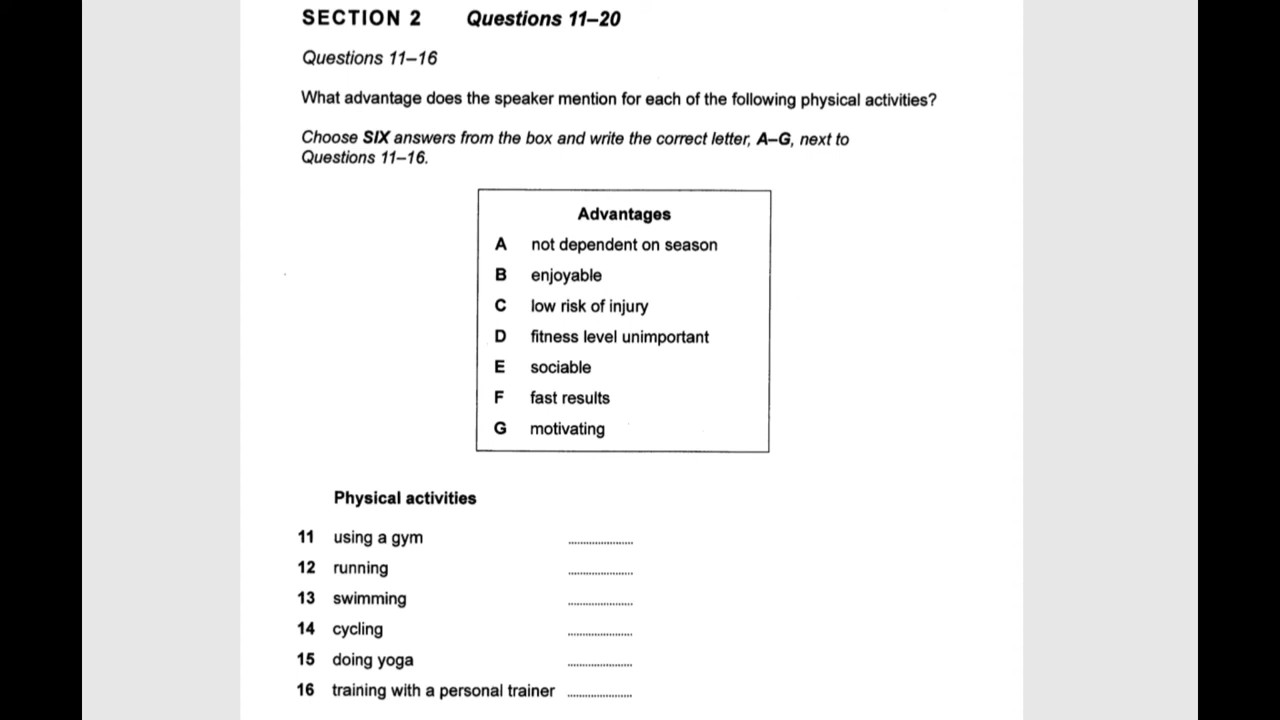 SECTION 2 Questions 11–20
Questions 11–16
What advantage does the speaker mention for each of the following physical activities?
Choose SIX answers from the box and write the correct letter, A–G, next to
Questions 11–16.
Advantages
A not dependent on season
B enjoyable
C low risk of injury
D fitness level unimportant
E sociable
F fast results
G motivating
Physical activities
11 using a gym ......................
12 running ......................
13 swimming ......................
14 cycling ......................
15 doing yoga ......................
16 training with a personal trainer ......................